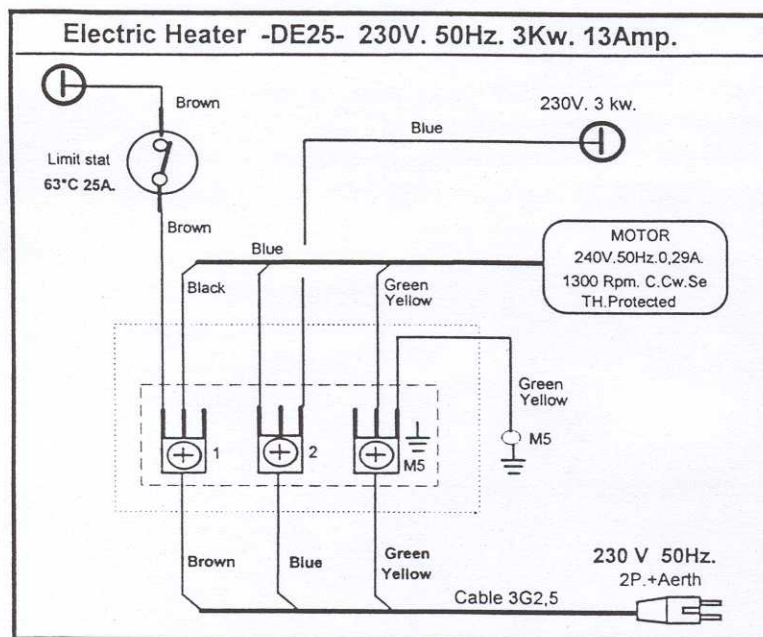 Electric Heater -DE25- 230V. 50Hz. 3Kw. 13Amp.
Brown
230V. 3 kw.
Blue
Limit stat
63°C 25A.
Brown
Blue
MOTOR
240V.50Hz.0,29A.
1300 Rpm. C.Cw.Se
TH.Protected
Black
Green
Yellow
Green
Yellow
1
2
M5
M5
Brown
Blue
Green
Yellow
230 V 50Hz.
2P.+Aerth
Cable 3G2,5